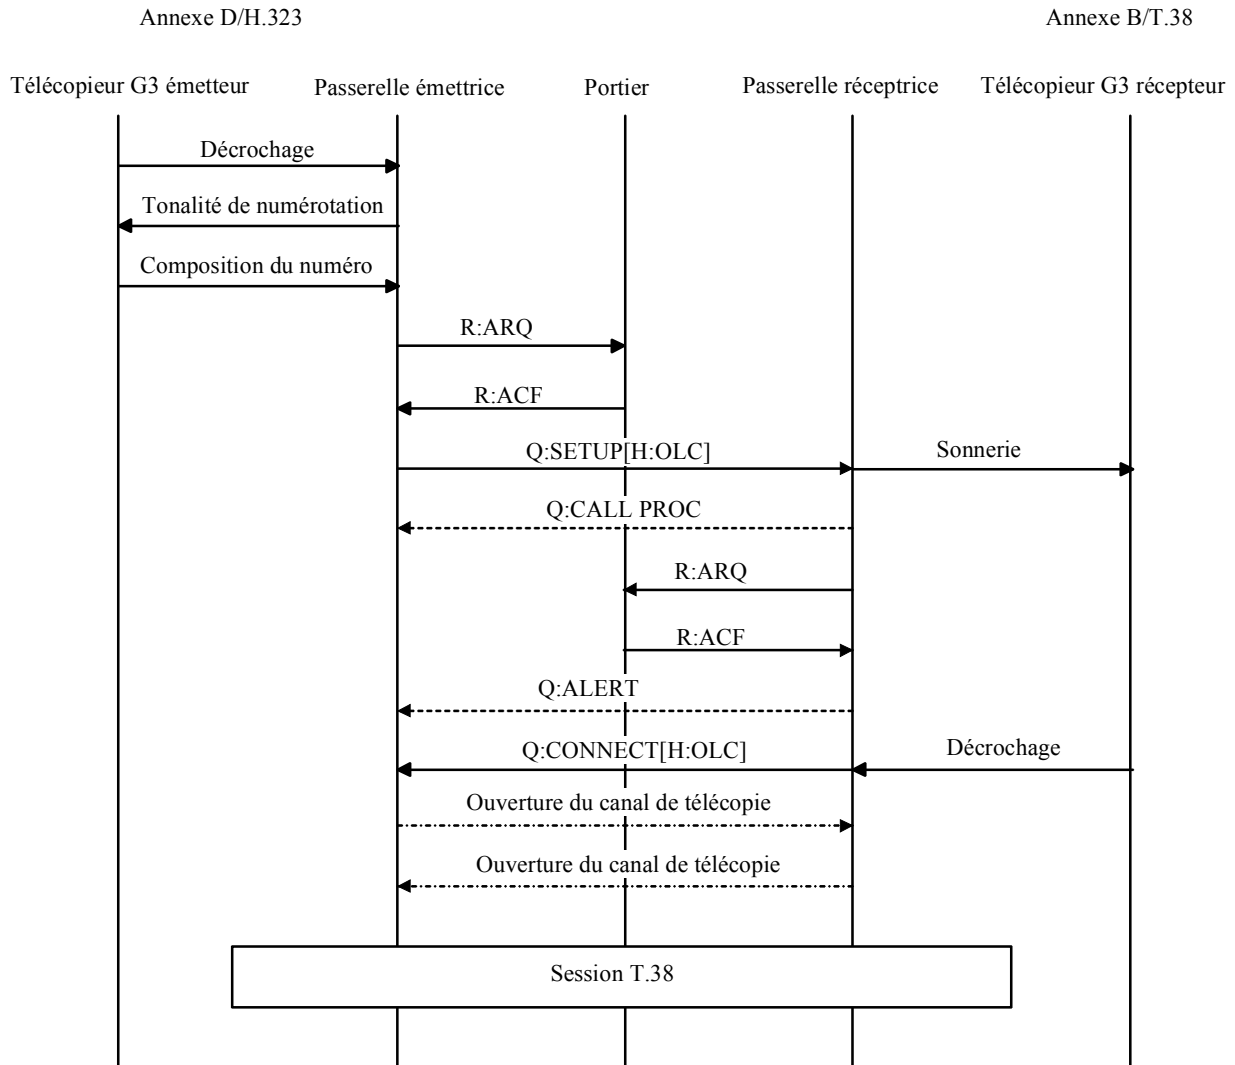 Annexe D/H.323
Annexe B/T.38
Télécopieur G3 émetteur
Passerelle émettrice
Portier
Passerelle réceptrice
Télécopieur G3 récepteur
Décrochage
Tonalité de numérotation
Composition du numéro
R:ARQ
R:ACF
Q:SETUP[H:OLC]
Sonnerie
Q:CALL PROC
R:ARQ
R:ACF
Q:ALERT
Q:CONNECT[H:OLC]
Décrochage
Ouverture du canal de télécopie
Ouverture du canal de télécopie
Session T.38